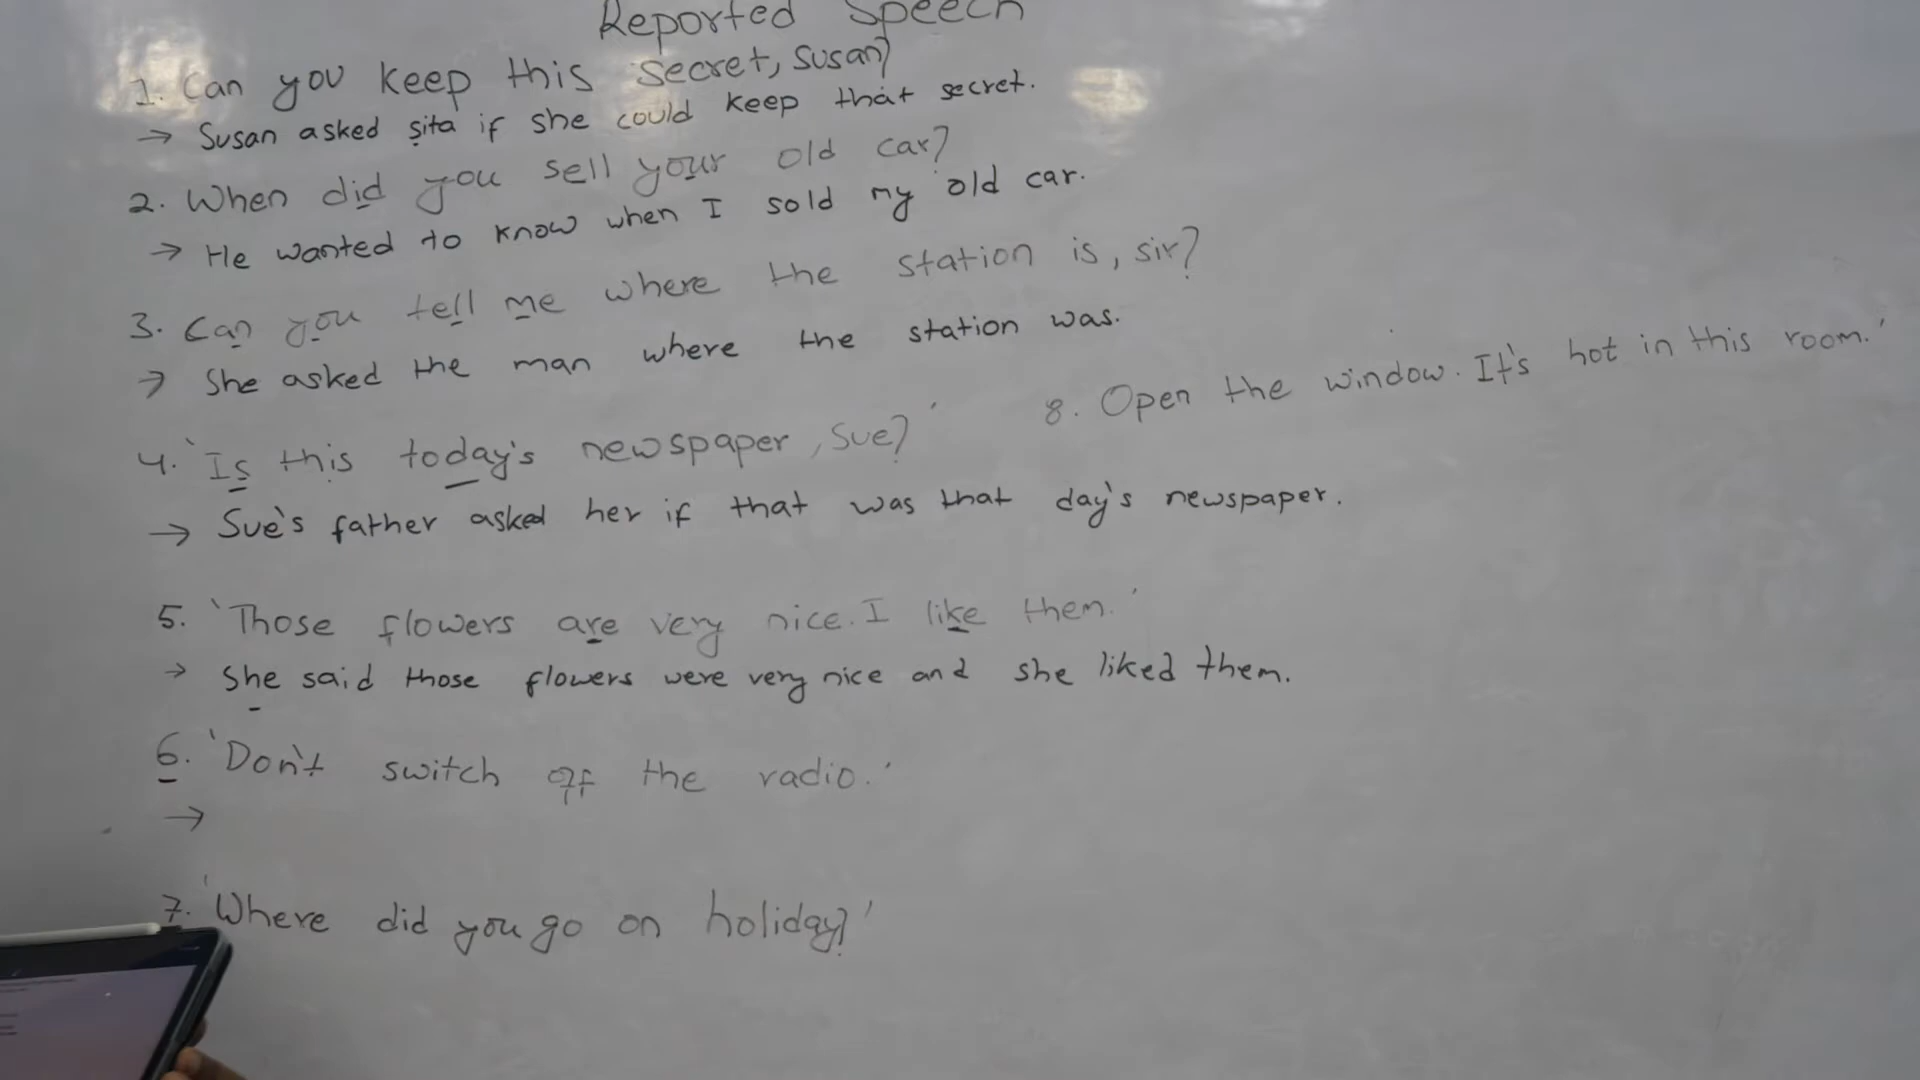 Reported Speech
1. Can you keep this secret, Susan?
→ Susan asked sita if she could keep that secret.
2. When did you sell your old car?
→ He wanted to know when I sold my old car.
3. Can you tell me where the station is, sir?
→ She asked the man where the station was.
4. 'Is this today's newspaper, Sue?'
→ Sue's father asked her if that was that day's newspaper.
5. 'Those flowers are very nice. I like them.'
→ She said those flowers were very nice and she liked them.
6. 'Don't switch off the radio.'
→
7. 'Where did you go on holiday?'
8. Open the window. It's hot in this room.'